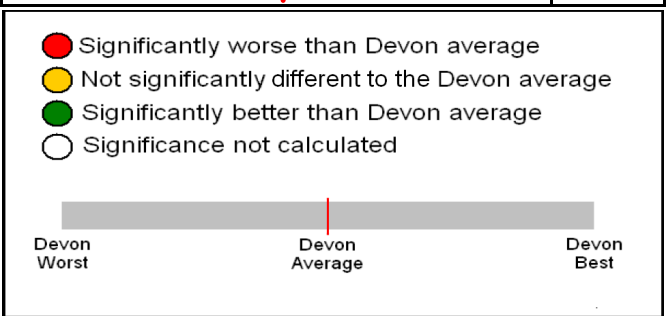 Significantly worse than Devon average
Not significantly different to the Devon average
Significantly better than Devon average
Significance not calculated
Devon Worst
Devon Average
Devon Best